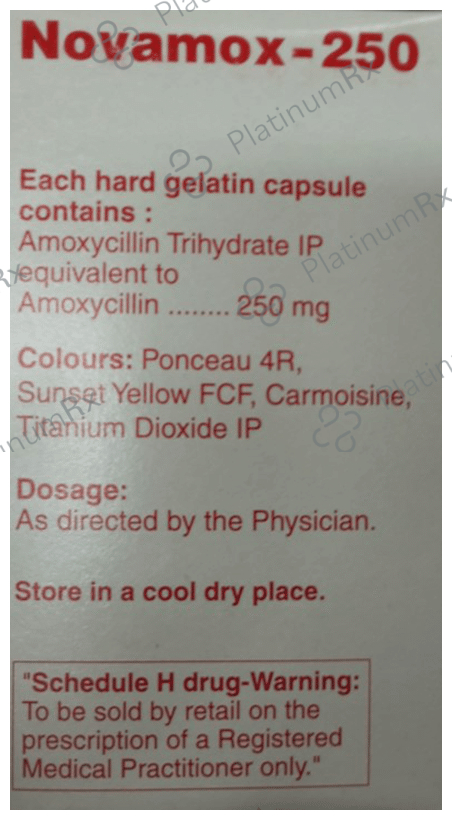 Novamox-250
Each hard gelatin capsule
contains :
Amoxycillin Trihydrate IP
equivalent to
Amoxycillin ........ 250 mg
Colours: Ponceau 4R,
Sunset Yellow FCF, Carmoisine,
Titanium Dioxide IP
Dosage:
As directed by the Physician.
Store in a cool dry place.
"Schedule H drug-Warning:
To be sold by retail on the
prescription of a Registered
Medical Practitioner only."
PlatinumRx
PlatinumRx